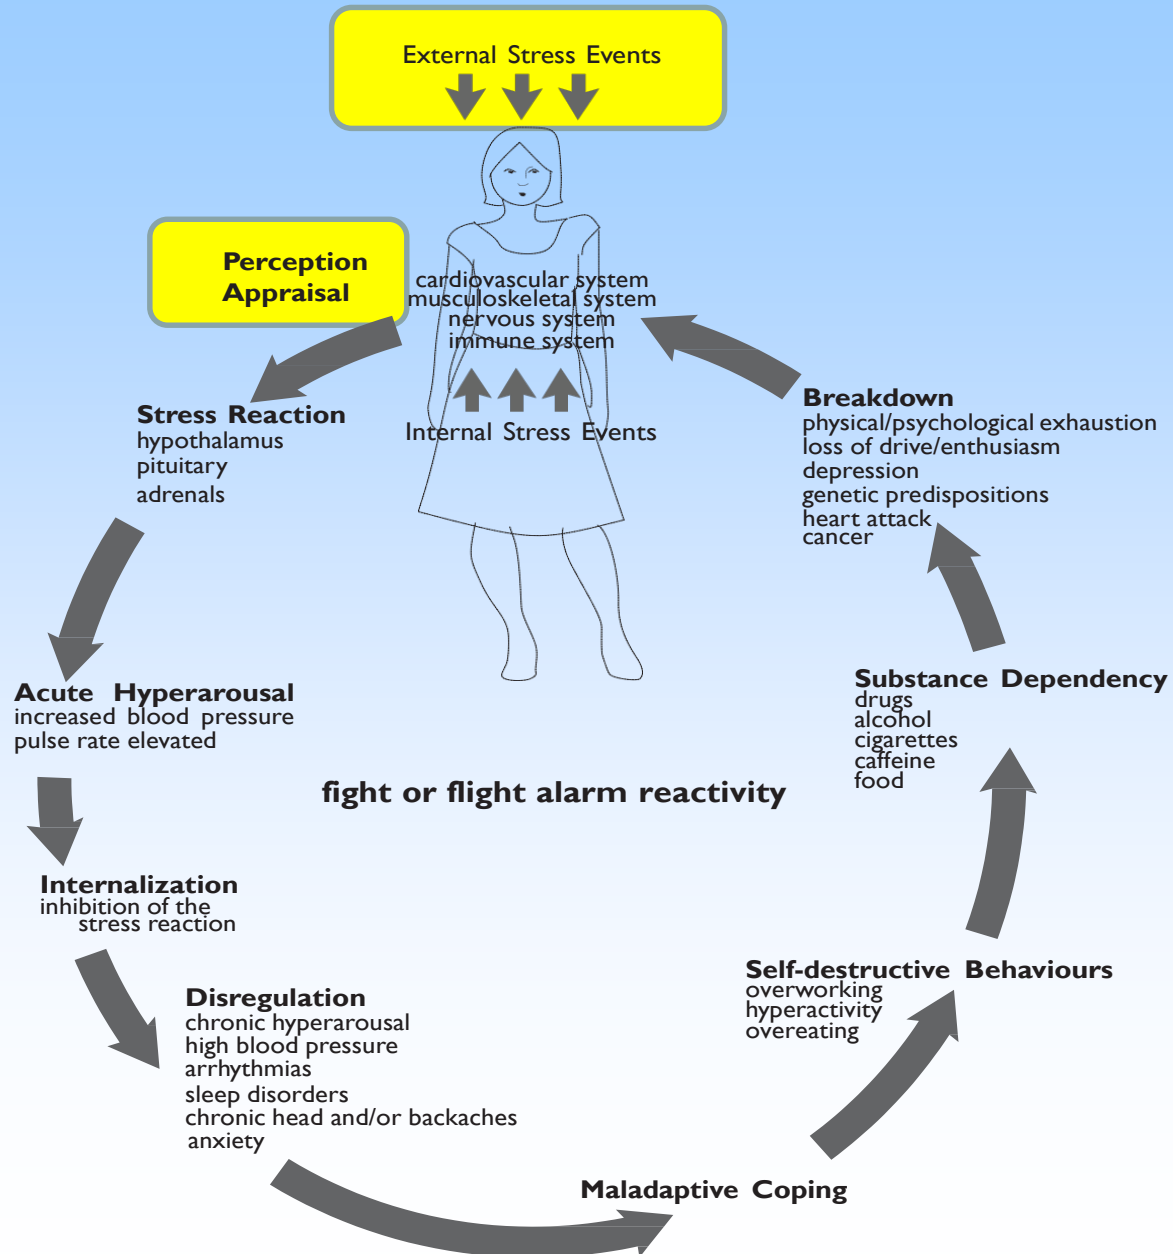 External Stress Events
Perception
Appraisal
cardiovascular system
musculoskeletal system
nervous system
immune system
Internal Stress Events
Stress Reaction
hypothalamus
pituitary
adrenals
Acute Hyperarousal
increased blood pressure
pulse rate elevated
fight or flight alarm reactivity
Internalization
inhibition of the
stress reaction
Disregulation
chronic hyperarousal
high blood pressure
arrhythmias
sleep disorders
chronic head and/or backaches
anxiety
Maladaptive Coping
Self-destructive Behaviours
overworking
hyperactivity
overeating
Substance Dependency
drugs
alcohol
cigarettes
caffeine
food
Breakdown
physical/psychological exhaustion
loss of drive/enthusiasm
depression
genetic predispositions
heart attack
cancer